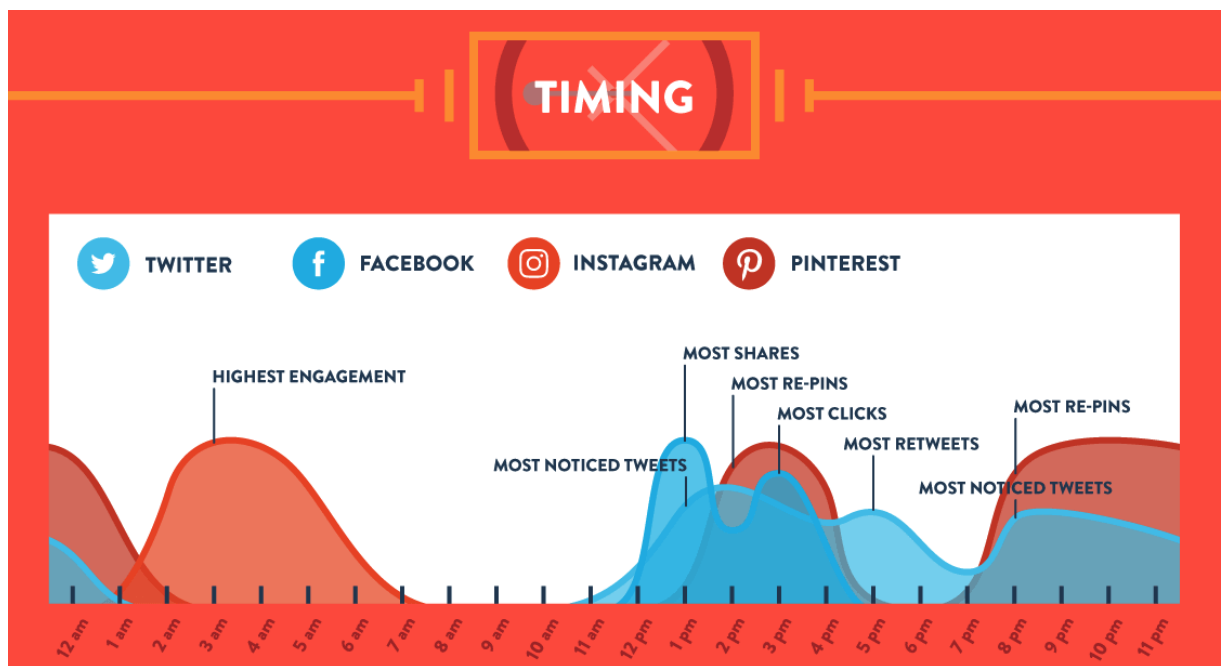 TIMING
TWITTER
FACEBOOK
INSTAGRAM
PINTEREST
MOST SHARES
HIGHEST ENGAGEMENT
MOST RE-PINS
MOST CLICKS
MOST RE-PINS
MOST RETWEETS
MOST NOTICED TWEETS
MOST NOTICED TWEETS
12 am
1 am
2 am
3 am
4 am
5 am
6 am
7 am
8 am
9 am
10 am
11 am
12 pm
1 pm
2 pm
3 pm
4 pm
5 pm
6 pm
7 pm
8 pm
9 pm
10 pm
11 pm